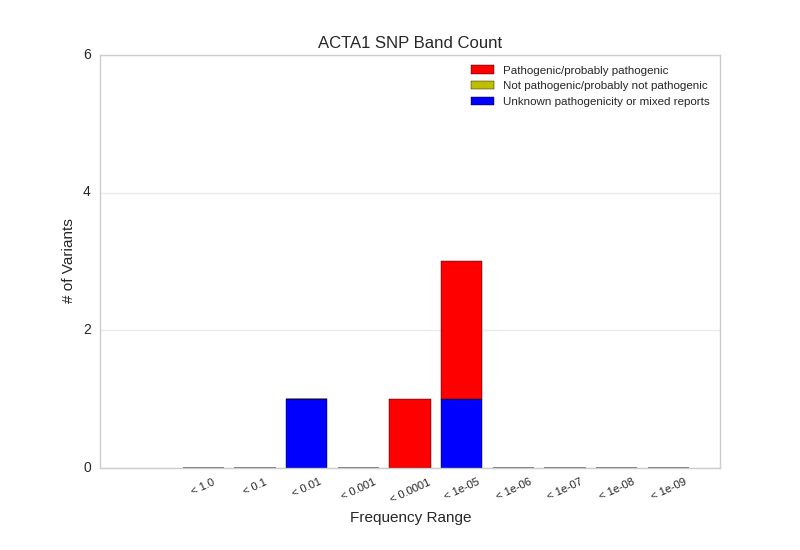 ACTA1 SNP Band Count
6
4
2
0
# of Variants
Pathogenic/probably pathogenic
Not pathogenic/probably not pathogenic
Unknown pathogenicity or mixed reports
< 1.0
< 0.1
< 0.01
< 0.001
< 0.0001
< 1e-05
< 1e-06
< 1e-07
< 1e-08
< 1e-09
Frequency Range